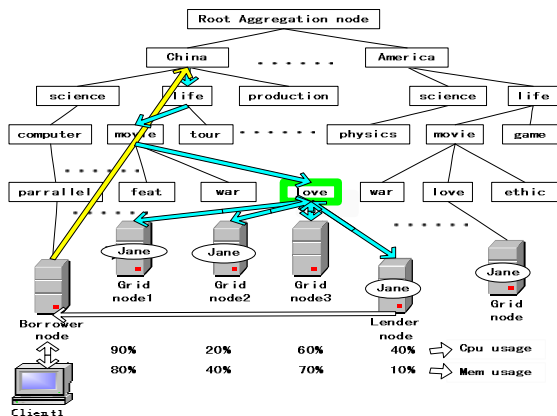 Root Aggregation node
China
America
science
life
production
science
life
computer
movie
tour
physics
movie
game
parrallel
feat
war
love
war
love
ethic
Jane
Jane
Jane
Jane
Grid node1
Grid node2
Grid node3
Grid node
Borrower node
Lender node
90% 20% 60% 40% Cpu usage
80% 40% 70% 10% Mem usage
Client1